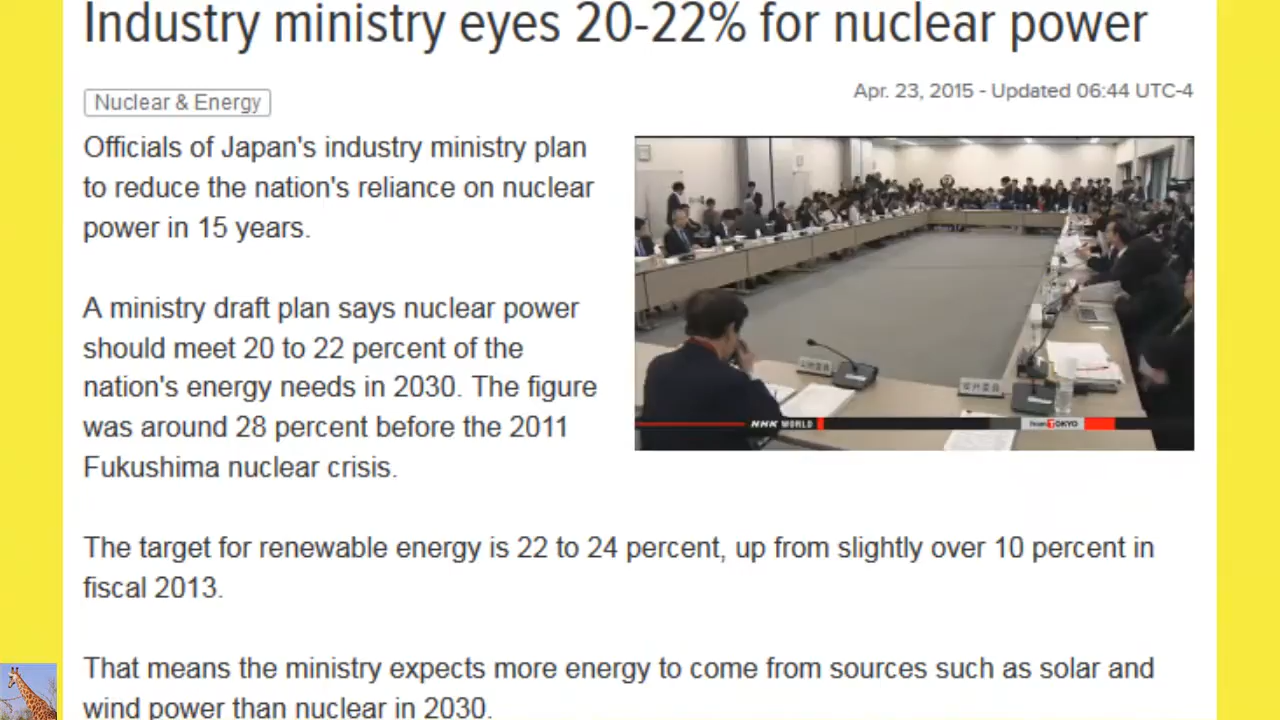 Industry ministry eyes 20-22% for nuclear power
Nuclear & Energy
Apr. 23, 2015 - Updated 06:44 UTC-4
Officials of Japan's industry ministry plan
to reduce the nation's reliance on nuclear
power in 15 years.
A ministry draft plan says nuclear power
should meet 20 to 22 percent of the
nation's energy needs in 2030. The figure
was around 28 percent before the 2011
Fukushima nuclear crisis.
NHK WORLD
from TOKYO
The target for renewable energy is 22 to 24 percent, up from slightly over 10 percent in
fiscal 2013.
That means the ministry expects more energy to come from sources such as solar and
wind power than nuclear in 2030.